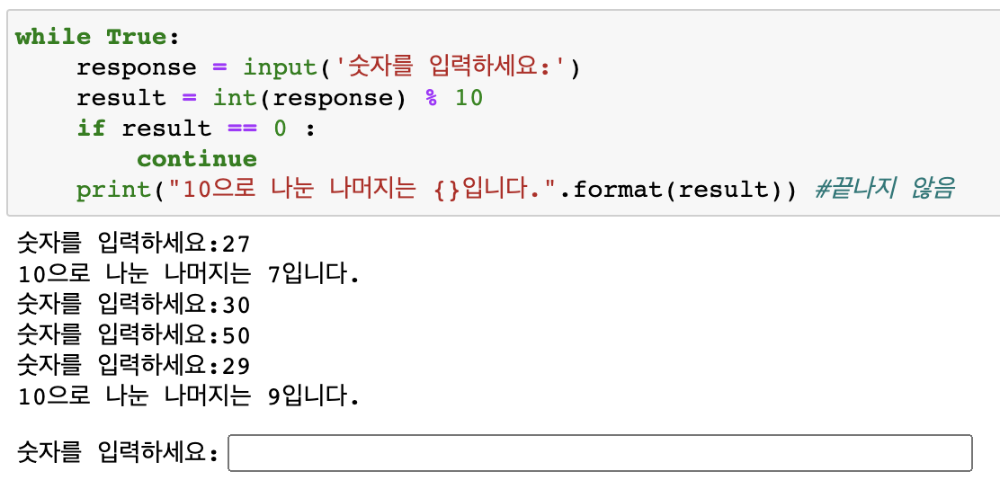 while True:
    response = input('숫자를 입력하세요:')
    result = int(response) % 10
    if result == 0 :
        continue
    print("10으로 나눈 나머지는 {}입니다.".format(result)) #끝나지 않음
숫자를 입력하세요:27
10으로 나눈 나머지는 7입니다.
숫자를 입력하세요:30
숫자를 입력하세요:50
숫자를 입력하세요:29
10으로 나눈 나머지는 9입니다.
숫자를 입력하세요: